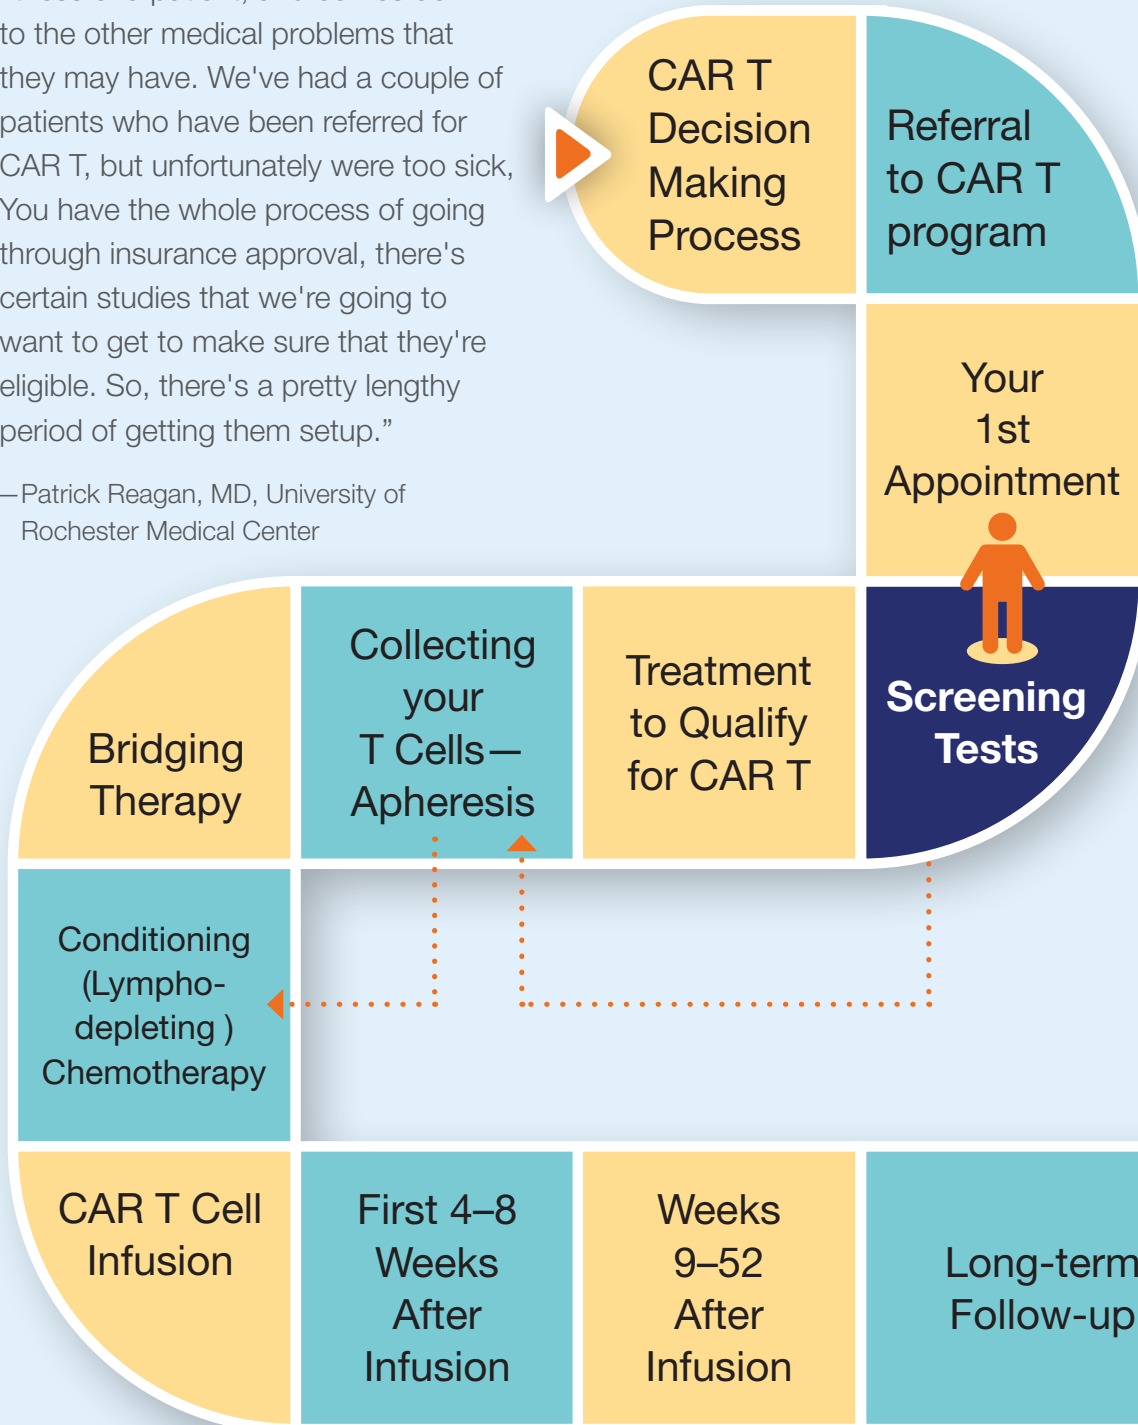 to the other medical problems that
they may have. We've had a couple of
patients who have been referred for
CAR T, but unfortunately were too sick,
You have the whole process of going
through insurance approval, there's
certain studies that we're going to
want to get to make sure that they're
eligible. So, there's a pretty lengthy
period of getting them setup.”
—Patrick Reagan, MD, University of
Rochester Medical Center
CAR T
Decision
Making
Process
Referral
to CAR T
program
Your
1st
Appointment
Screening
Tests
Treatment
to Qualify
for CAR T
Collecting
your
T Cells—
Apheresis
Bridging
Therapy
Conditioning
(Lympho-
depleting )
Chemotherapy
CAR T Cell
Infusion
First 4–8
Weeks
After
Infusion
Weeks
9–52
After
Infusion
Long-term
Follow-up